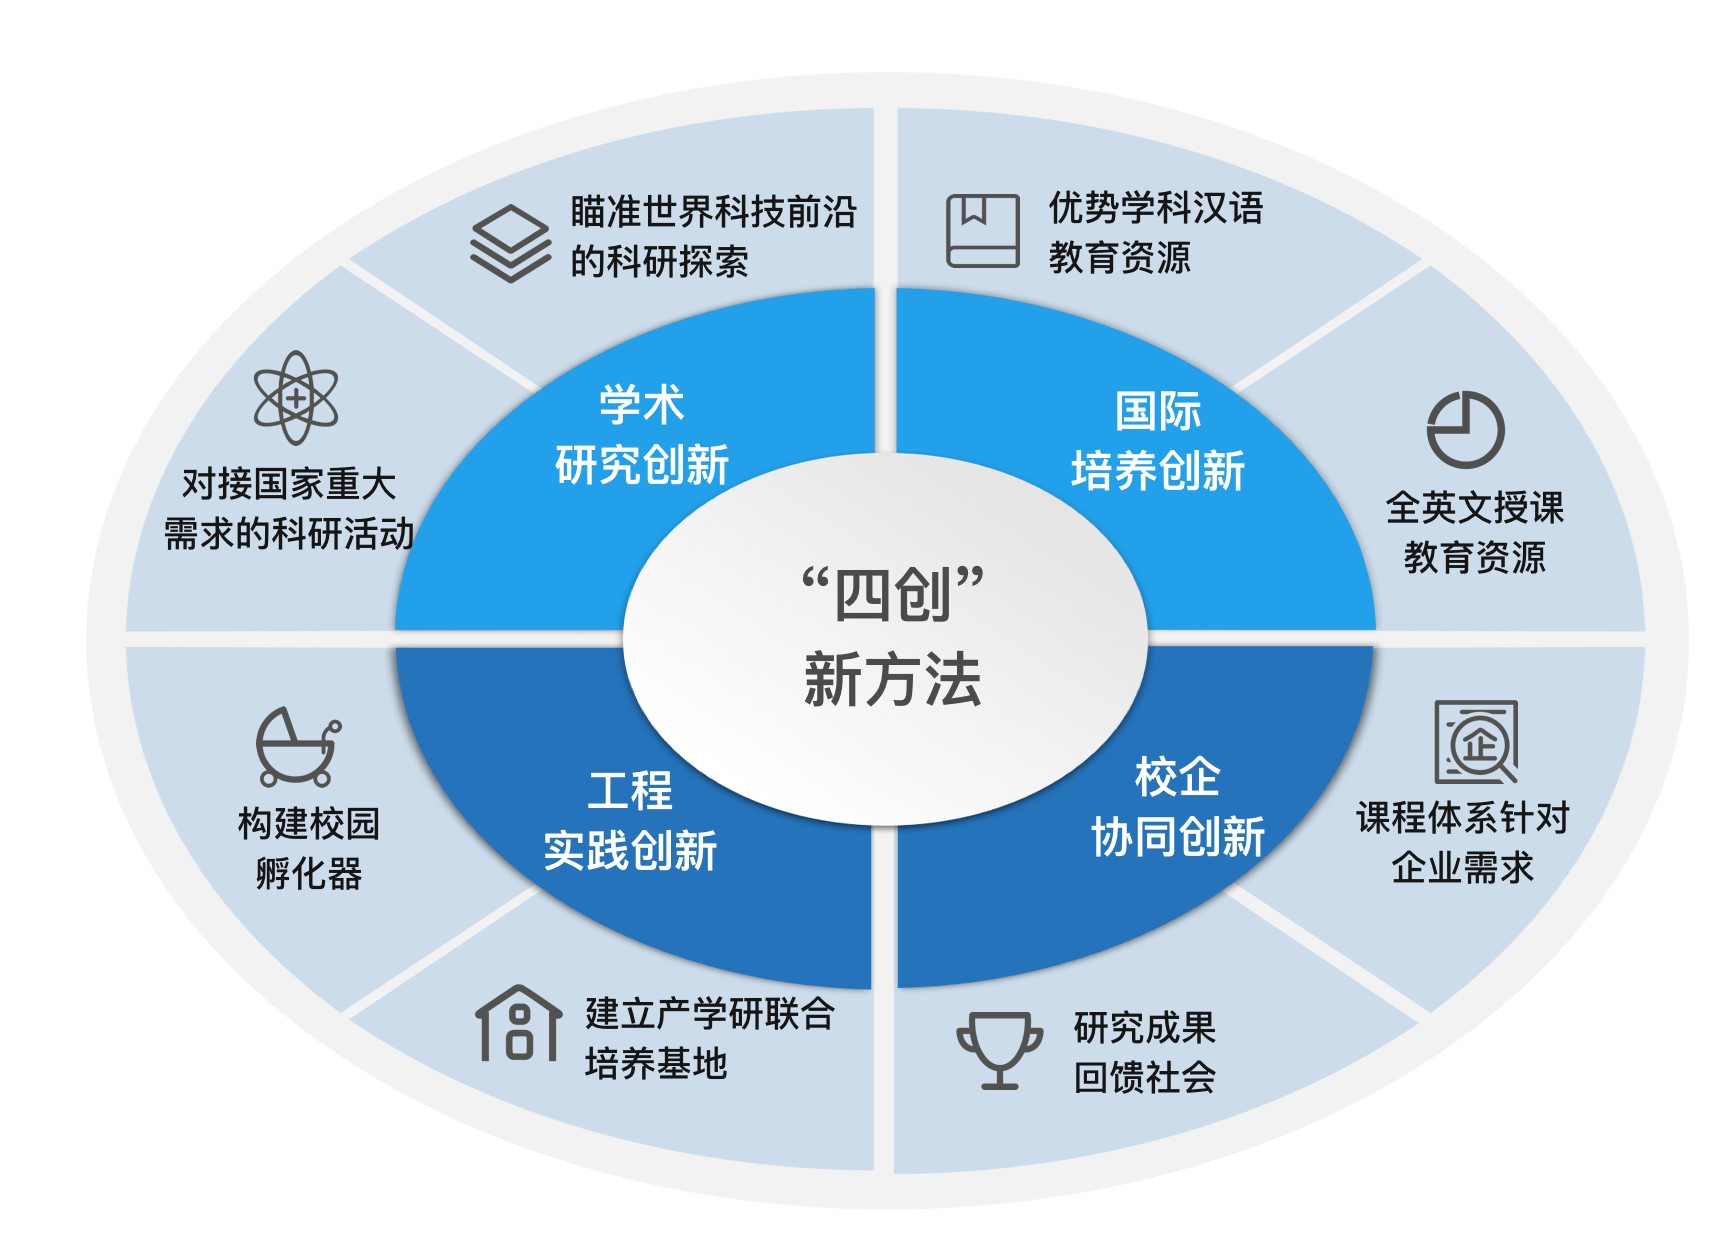 瞄准世界科技前沿
的科研探索
优势学科汉语
教育资源
对接国家重大
需求的科研活动
学术
研究创新
国际
培养创新
全英文授课
教育资源
“四创”
新方法
构建校园
孵化器
工程
实践创新
校企
协同创新
企
课程体系针对
企业需求
建立产学研联合
培养基地
研究成果
回馈社会